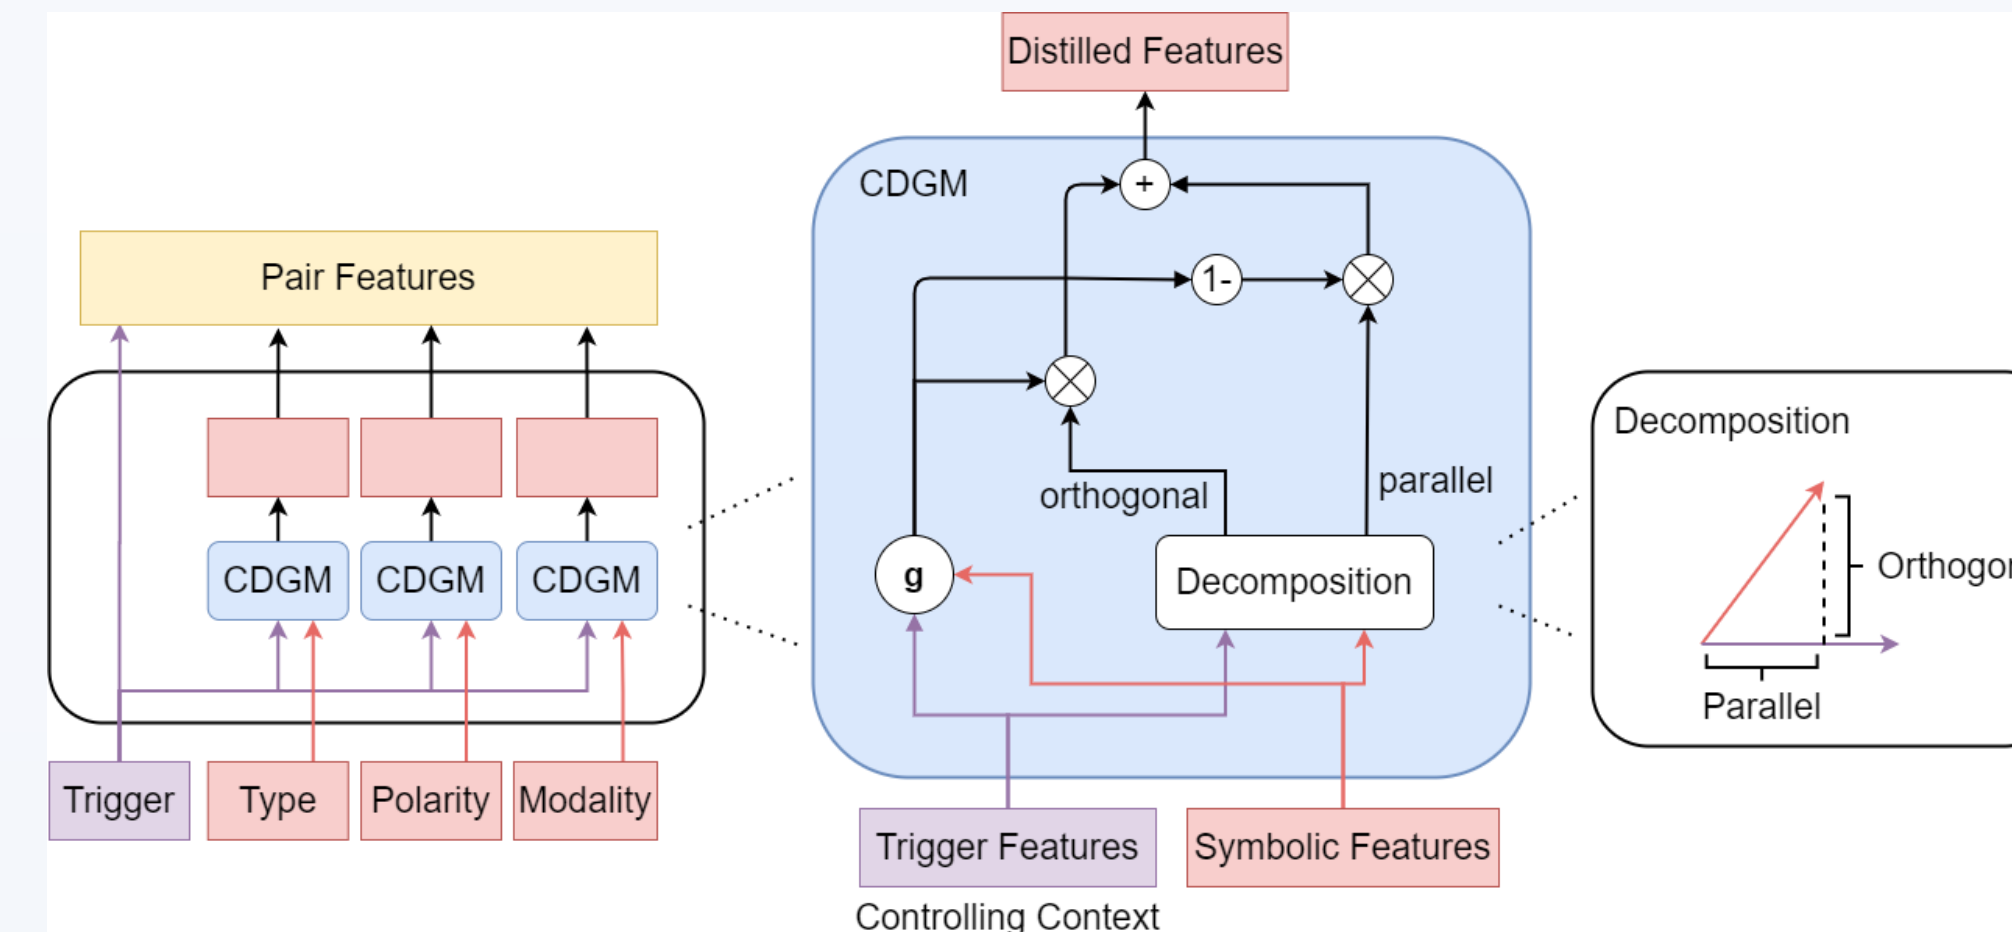 Distilled Features
CDGM
+
Pair Features
1-
orthogonal
parallel
Decomposition
CDGM
CDGM
CDGM
g
Decomposition
Parallel
Trigger
Type
Polarity
Modality
Trigger Features
Symbolic Features
Controlling Context